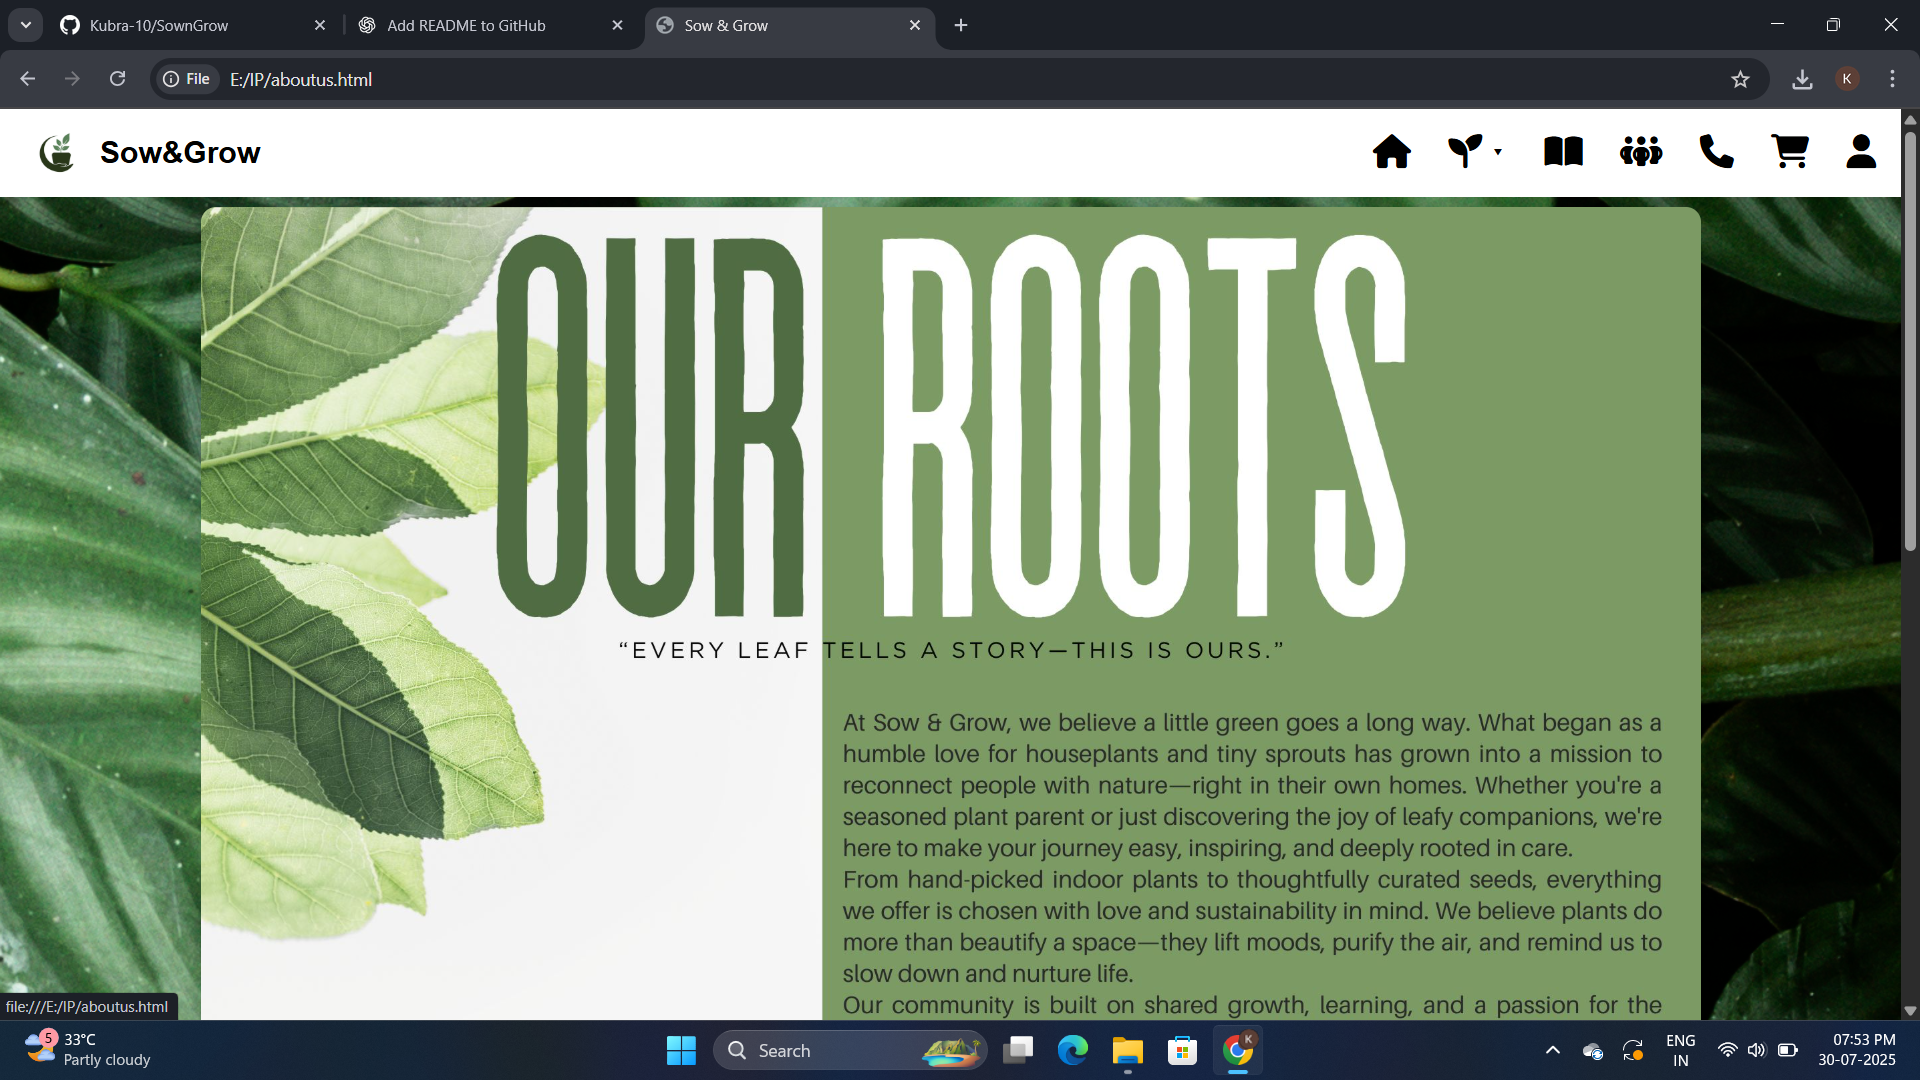 Kubra-10/SownGrow
Add README to GitHub
Sow & Grow
File
E:/IP/aboutus.html
K
Sow&Grow
OUR ROOTS
“EVERY LEAF TELLS A STORY—THIS IS OURS.”
At Sow & Grow, we believe a little green goes a long way. What began as a
humble love for houseplants and tiny sprouts has grown into a mission to
reconnect people with nature—right in their own homes. Whether you're a
seasoned plant parent or just discovering the joy of leafy companions, we're
here to make your journey easy, inspiring, and deeply rooted in care.
From hand-picked indoor plants to thoughtfully curated seeds, everything
we offer is chosen with love and sustainability in mind. We believe plants do
more than beautify a space—they lift moods, purify the air, and remind us to
slow down and nurture life.
Our community is built on shared growth, learning, and a passion for the
file:///E:/IP/aboutus.html
5
33°C
Partly cloudy
Search
K
ENG
IN
07:53 PM
30-07-2025